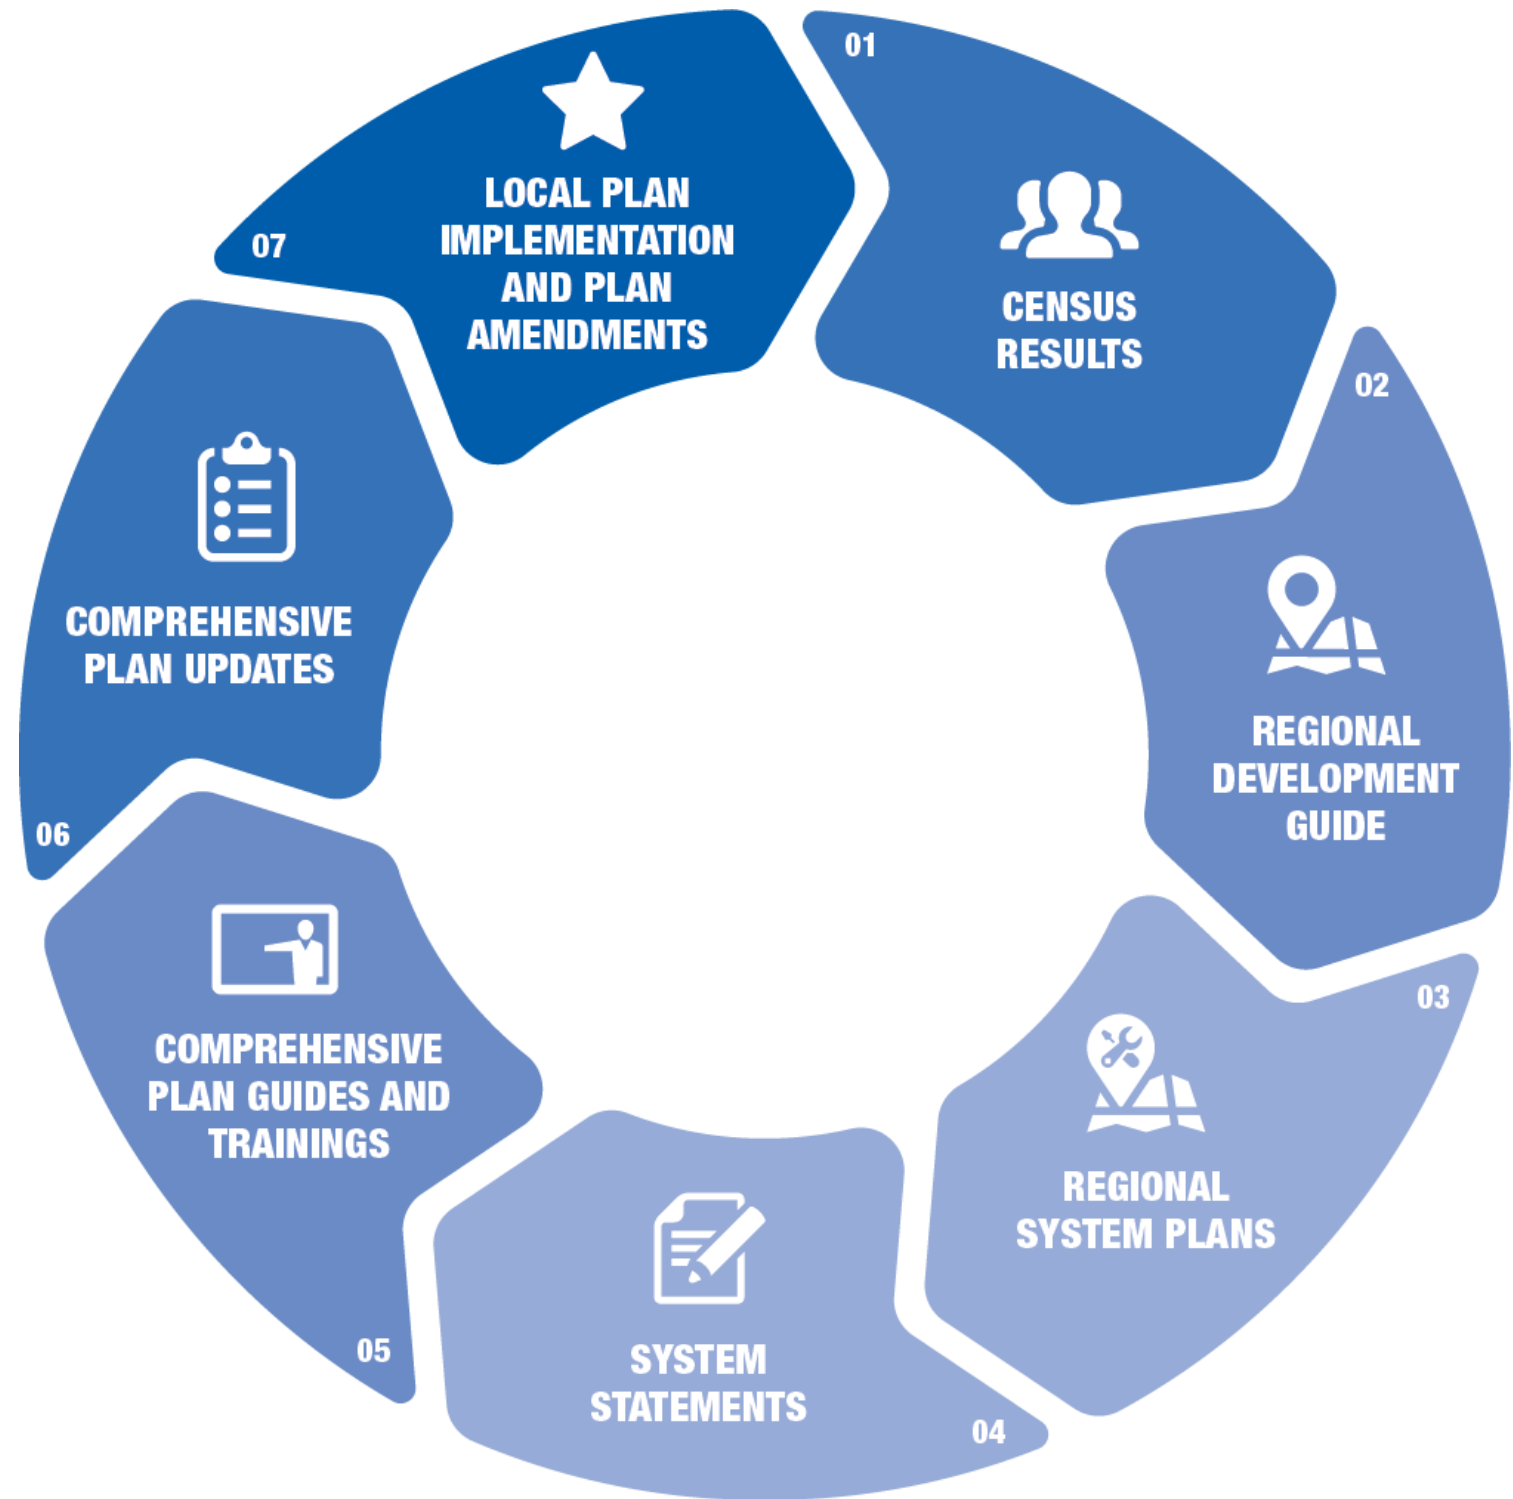 01
CENSUS
RESULTS
02
REGIONAL
DEVELOPMENT
GUIDE
03
REGIONAL
SYSTEM PLANS
04
SYSTEM
STATEMENTS
05
COMPREHENSIVE
PLAN GUIDES AND
TRAININGS
06
COMPREHENSIVE
PLAN UPDATES
07
LOCAL PLAN
IMPLEMENTATION
AND PLAN
AMENDMENTS